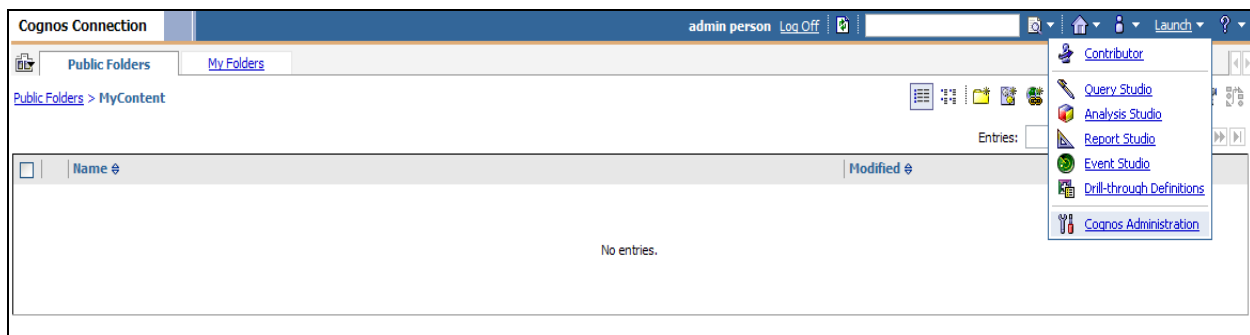 Cognos Connection
admin person Log Off
Launch
?
Public Folders
My Folders
Contributor
Public Folders > MyContent
Query Studio
Analysis Studio
Entries:
Report Studio
Name
Modified
Event Studio
Drill-through Definitions
Cognos Administration
No entries.